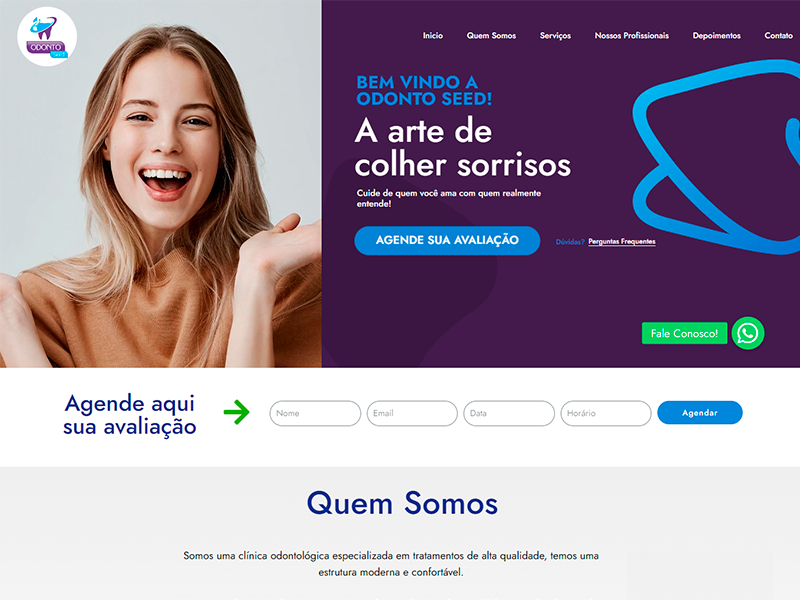 ODONTO
Inicio
Quem Somos
Serviços
Nossos Profissionais
Depoimentos
Contato
BEM VINDO A
ODONTO SEED!
A arte de
colher sorrisos
Cuide de quem você ama com quem realmente
entende!
AGENDE SUA AVALIAÇÃO
Dúvidas? Perguntas Frequentes
Fale Conosco!
Agende aqui
sua avaliação
Nome
Email
Data
Horário
Agendar
Quem Somos
Somos uma clínica odontológica especializada em tratamentos de alta qualidade, temos uma
estrutura moderna e confortável.